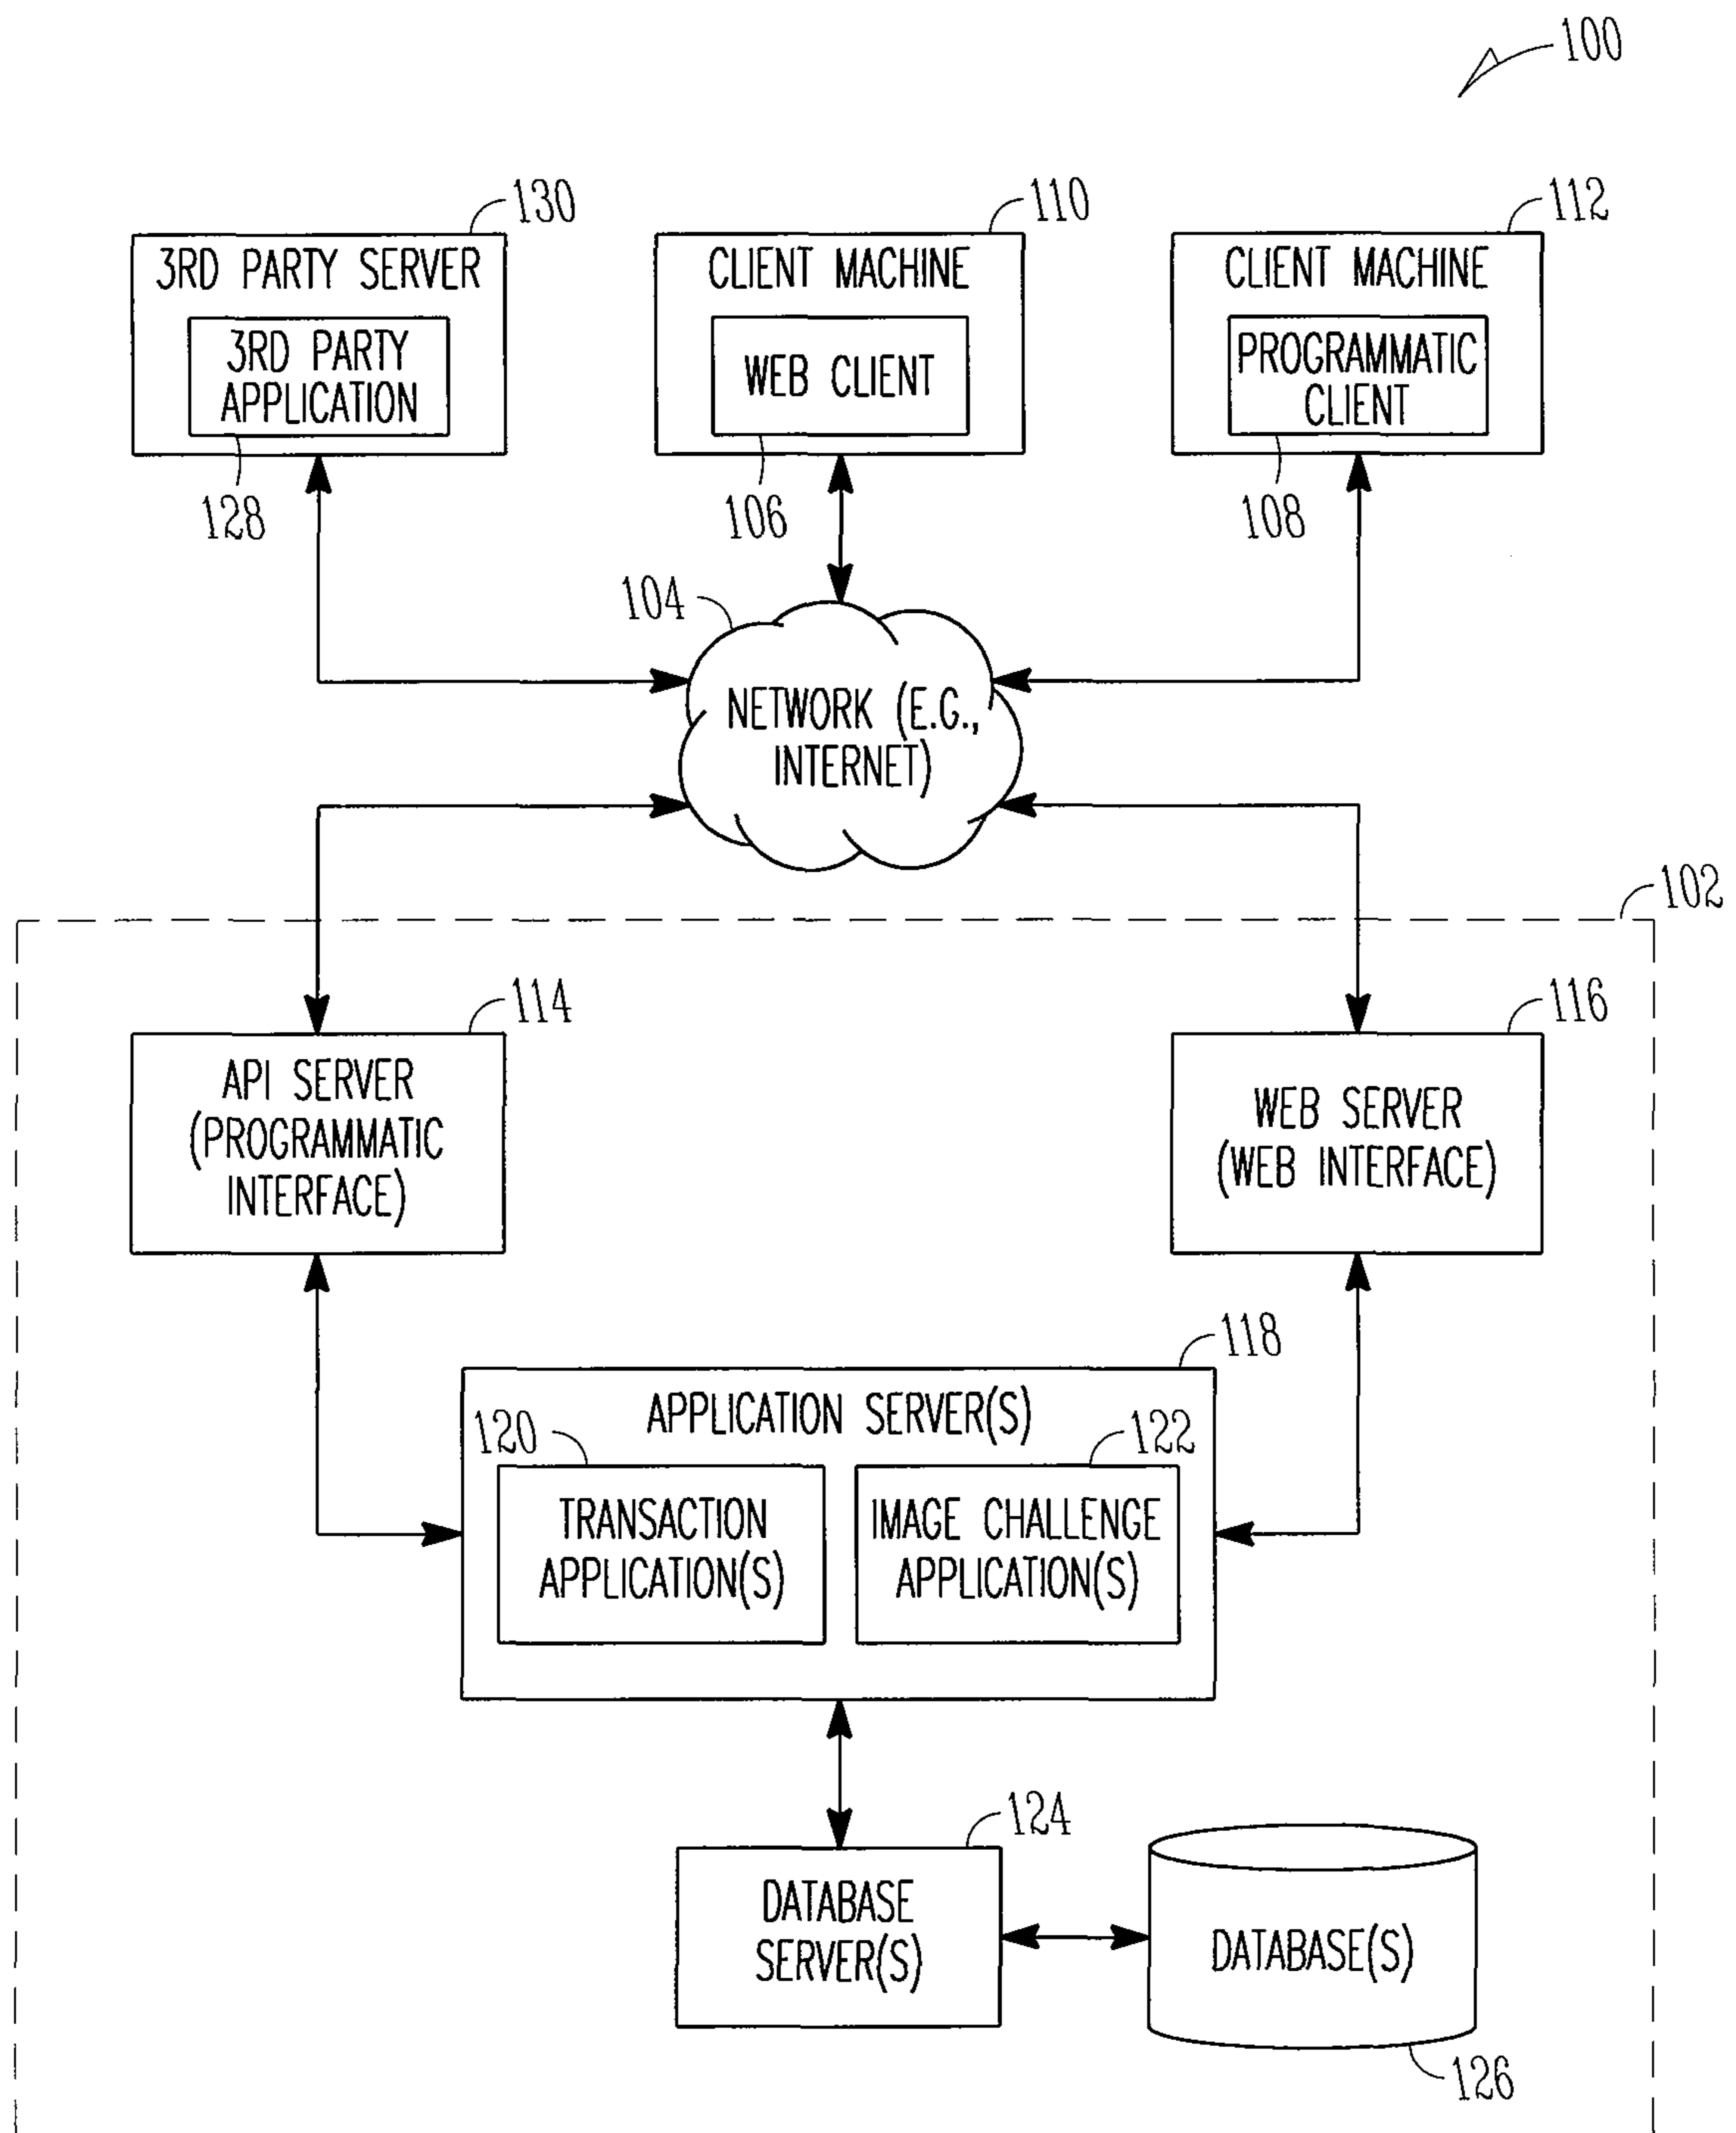 100
130
110
112
3RD PARTY SERVER
CLIENT MACHINE
CLIENT MACHINE
3RD PARTY
APPLICATION
WEB CLIENT
PROGRAMMATIC
CLIENT
128
106
108
104
NETWORK (E.G.,
INTERNET)
102
114
116
API SERVER
(PROGRAMMATIC
INTERFACE)
WEB SERVER
(WEB INTERFACE)
118
APPLICATION SERVER(S)
120
122
TRANSACTION
APPLICATION(S)
IMAGE CHALLENGE
APPLICATION(S)
124
DATABASE
SERVER(S)
DATABASE(S)
126